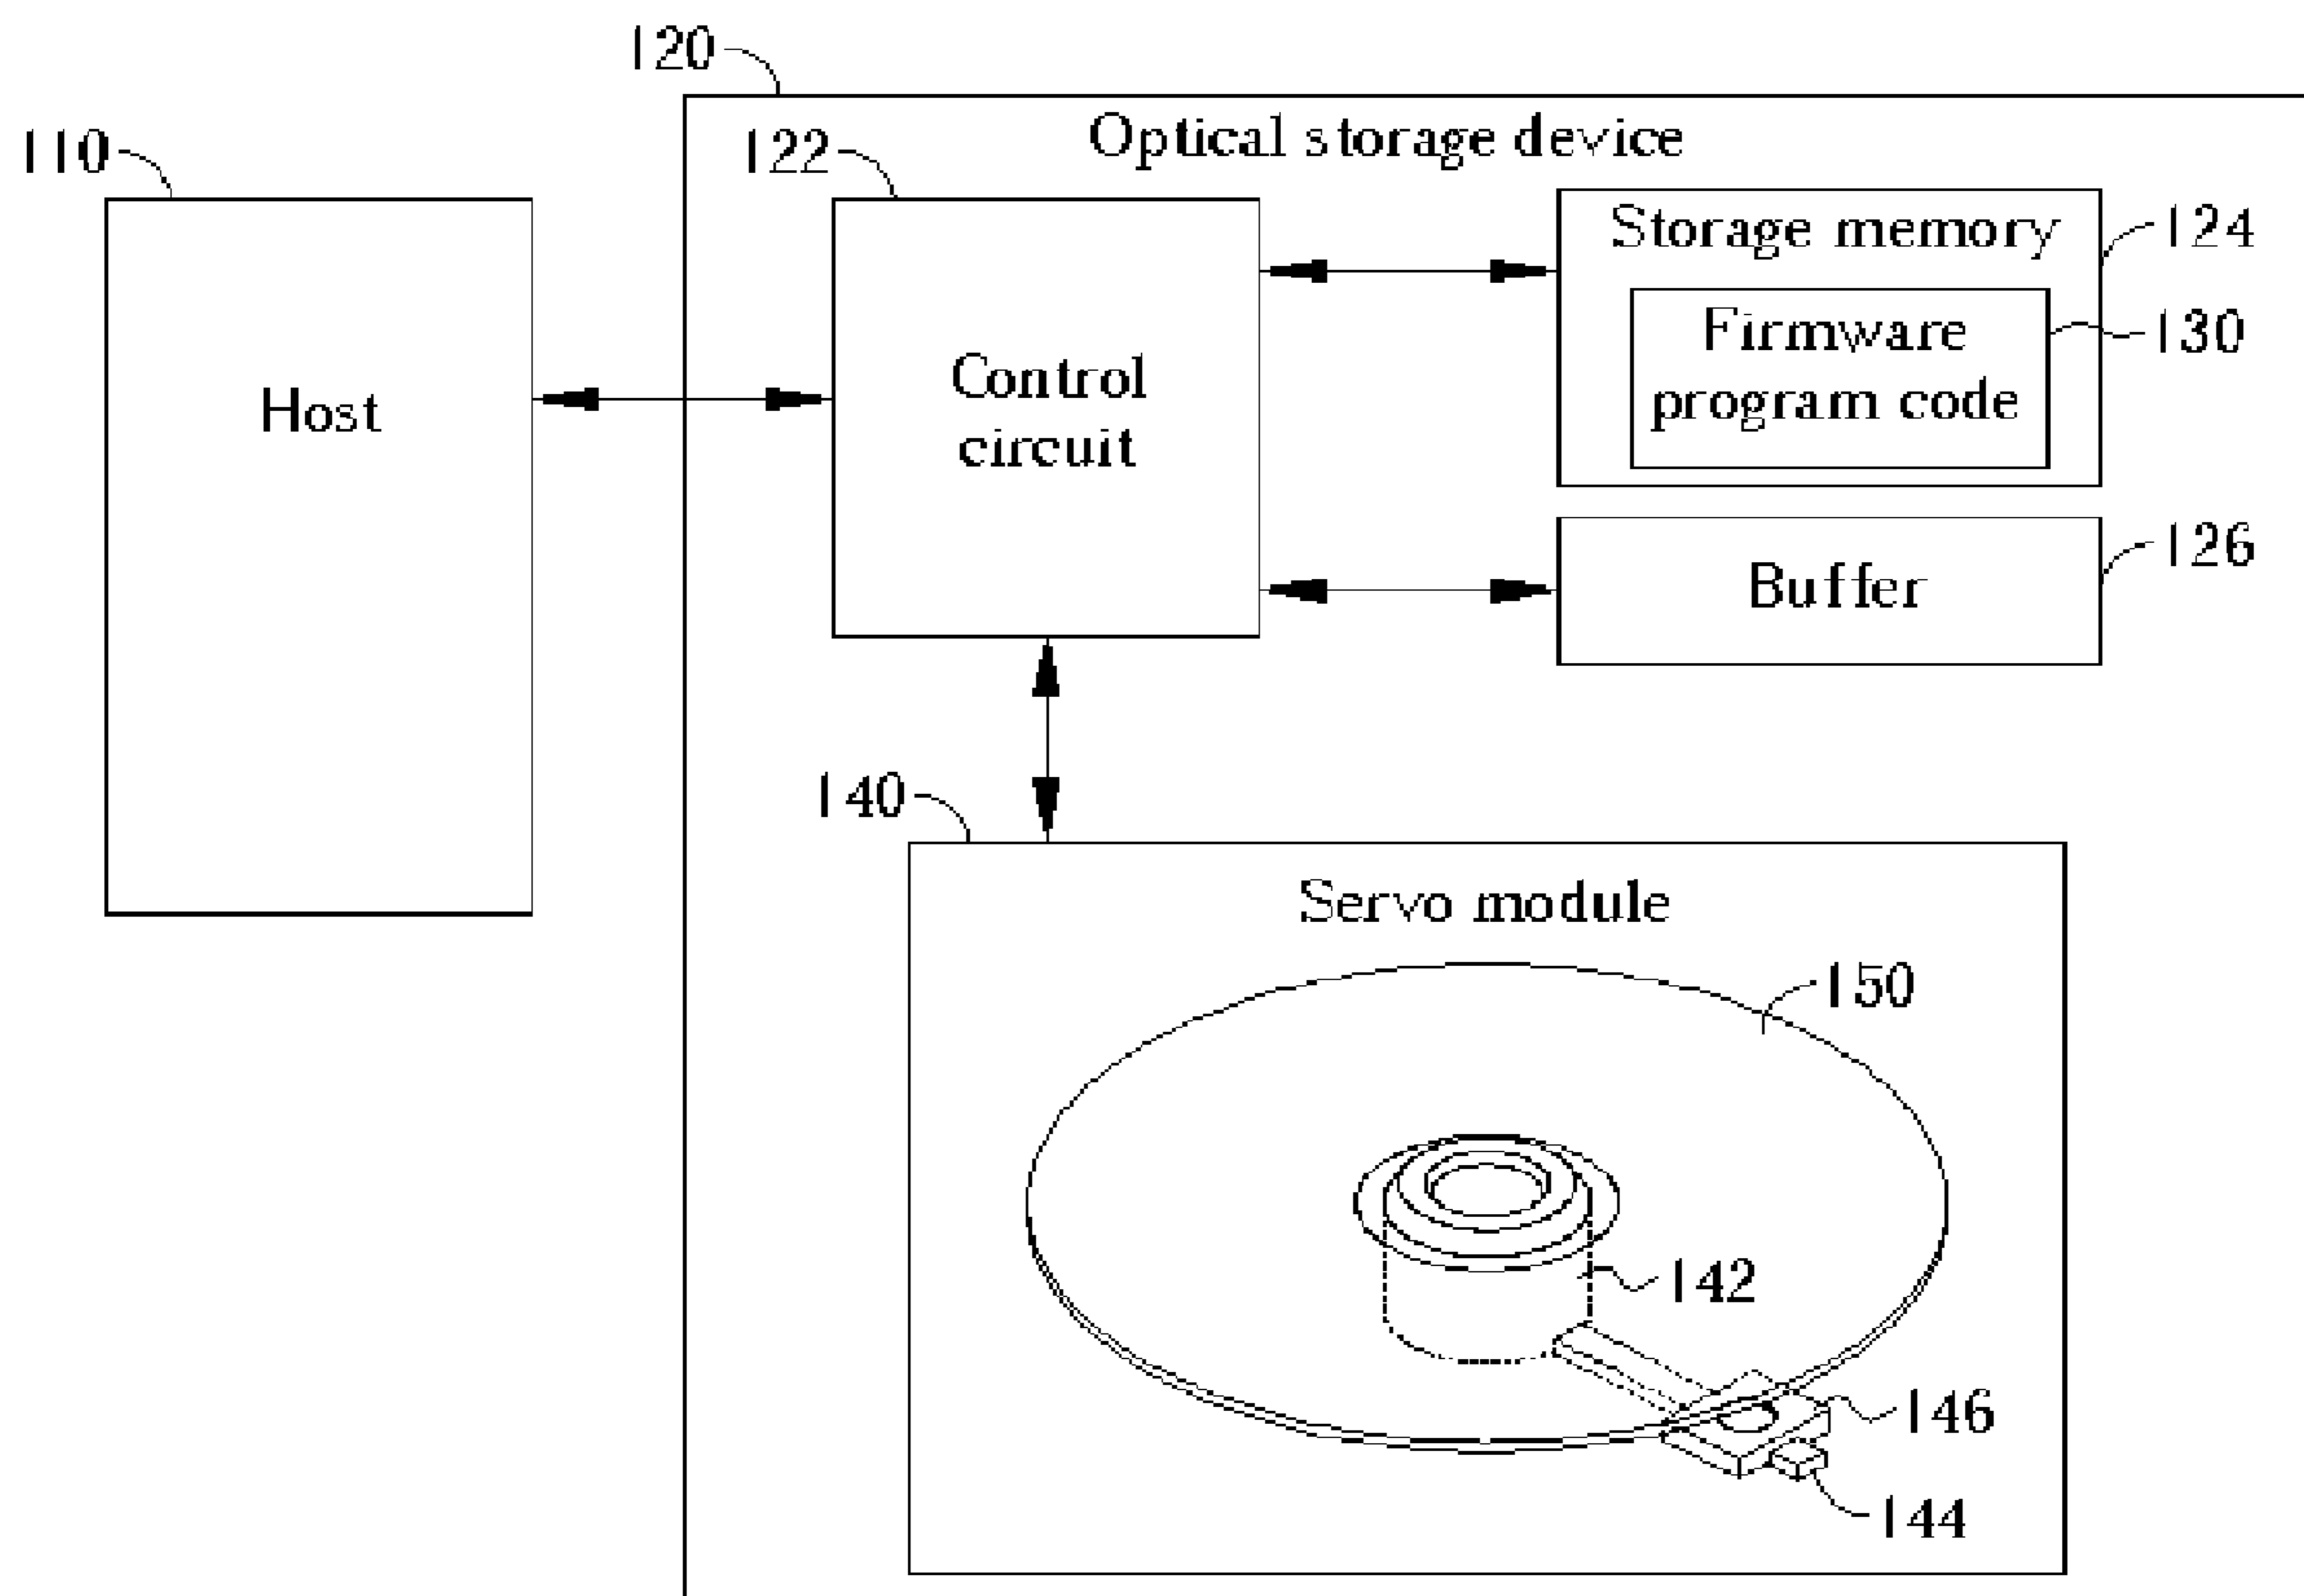 120
Optical storage device
110
122
Storage memory
124
Firmware
program code
130
Host
Control
circuit
126
Buffer
140
Servo module
150
142
146
144